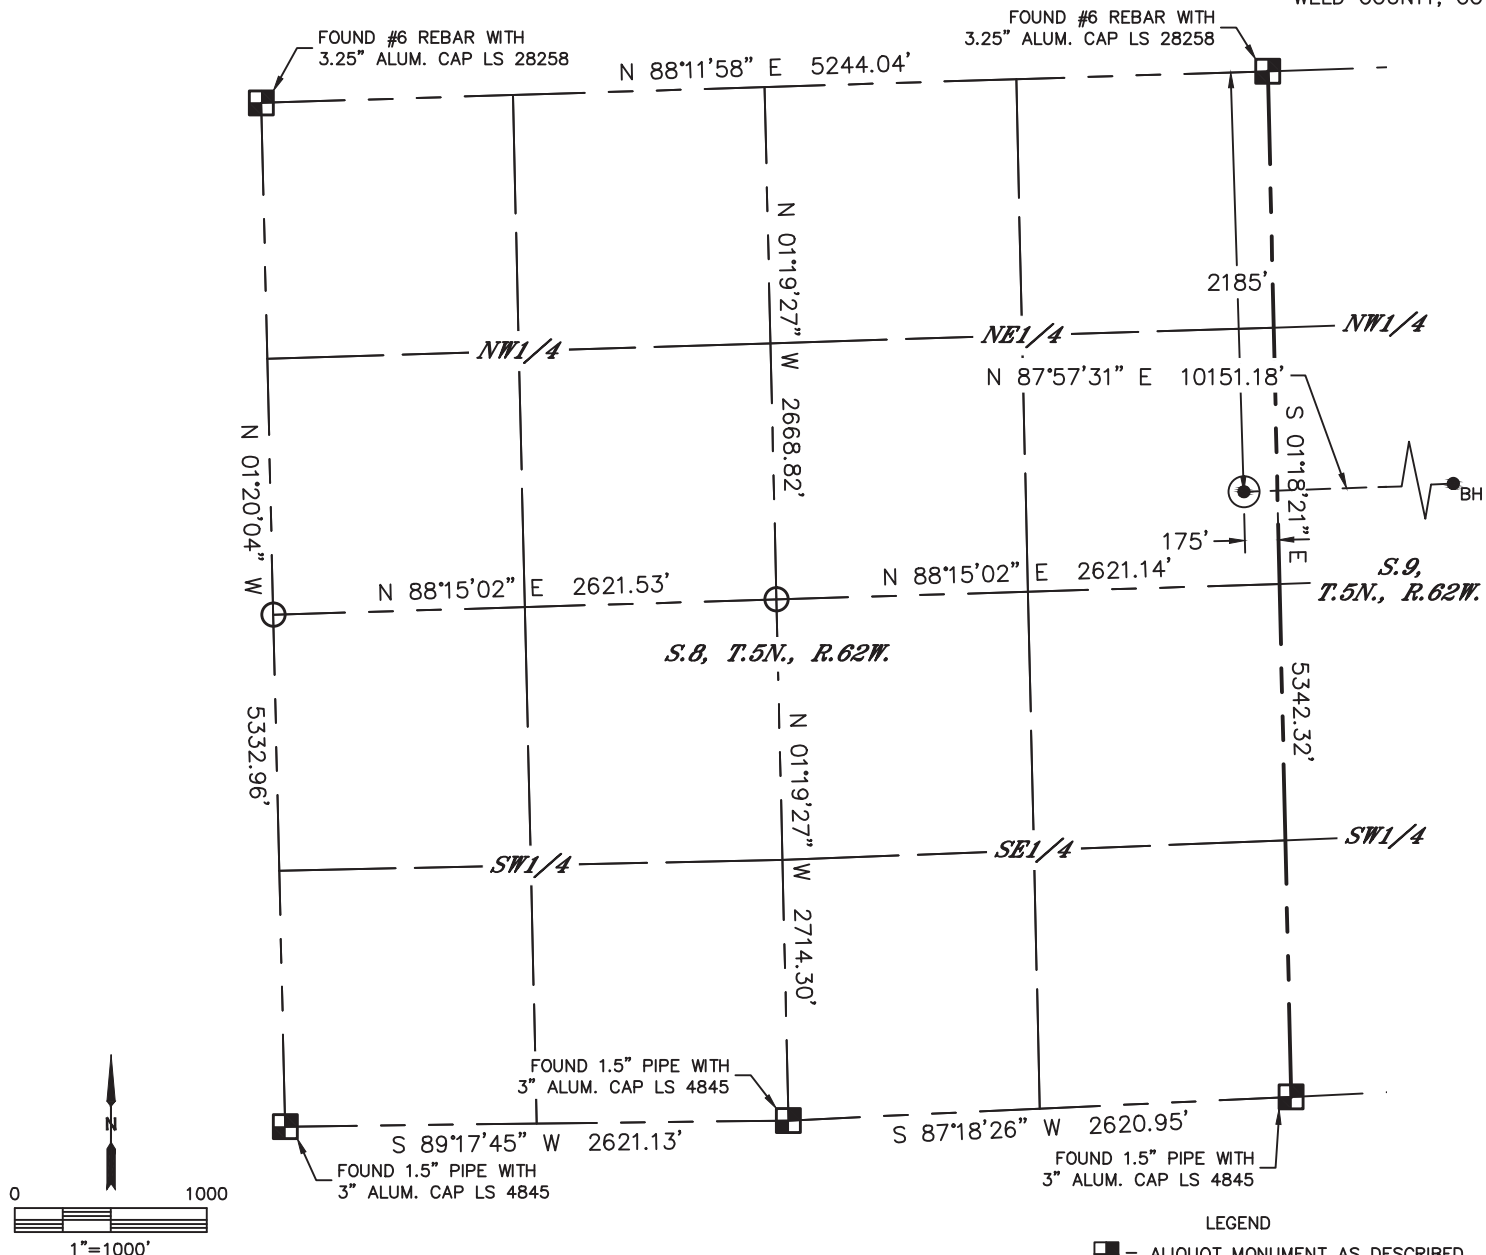 FOUND #6 REBAR WITH
3.25" ALUM. CAP LS 28258
FOUND #6 REBAR WITH
3.25" ALUM. CAP LS 28258
N 88°11'58" E 5244.04'
N 01°19'27" W 2668.82'
2185'
NW1/4
NE1/4
NW1/4
N 87°57'31" E 10151.18'
N 01°20'04" W
5332.96'
S 01°18'21" E
5342.32'
BH
175'
N 88°15'02" E 2621.53'
N 88°15'02" E 2621.14'
S.9,
T.5N., R.62W.
S.8, T.5N., R.62W.
N 01°19'27" W 2714.30'
SW1/4
SE1/4
SW1/4
FOUND 1.5" PIPE WITH
3" ALUM. CAP LS 4845
S 89°17'45" W 2621.13'
S 87°18'26" W 2620.95'
FOUND 1.5" PIPE WITH
3" ALUM. CAP LS 4845
FOUND 1.5" PIPE WITH
3" ALUM. CAP LS 4845
N
0 1000
1"=1000'
LEGEND
= ALIQUOT MONUMENT AS DESCRIBED